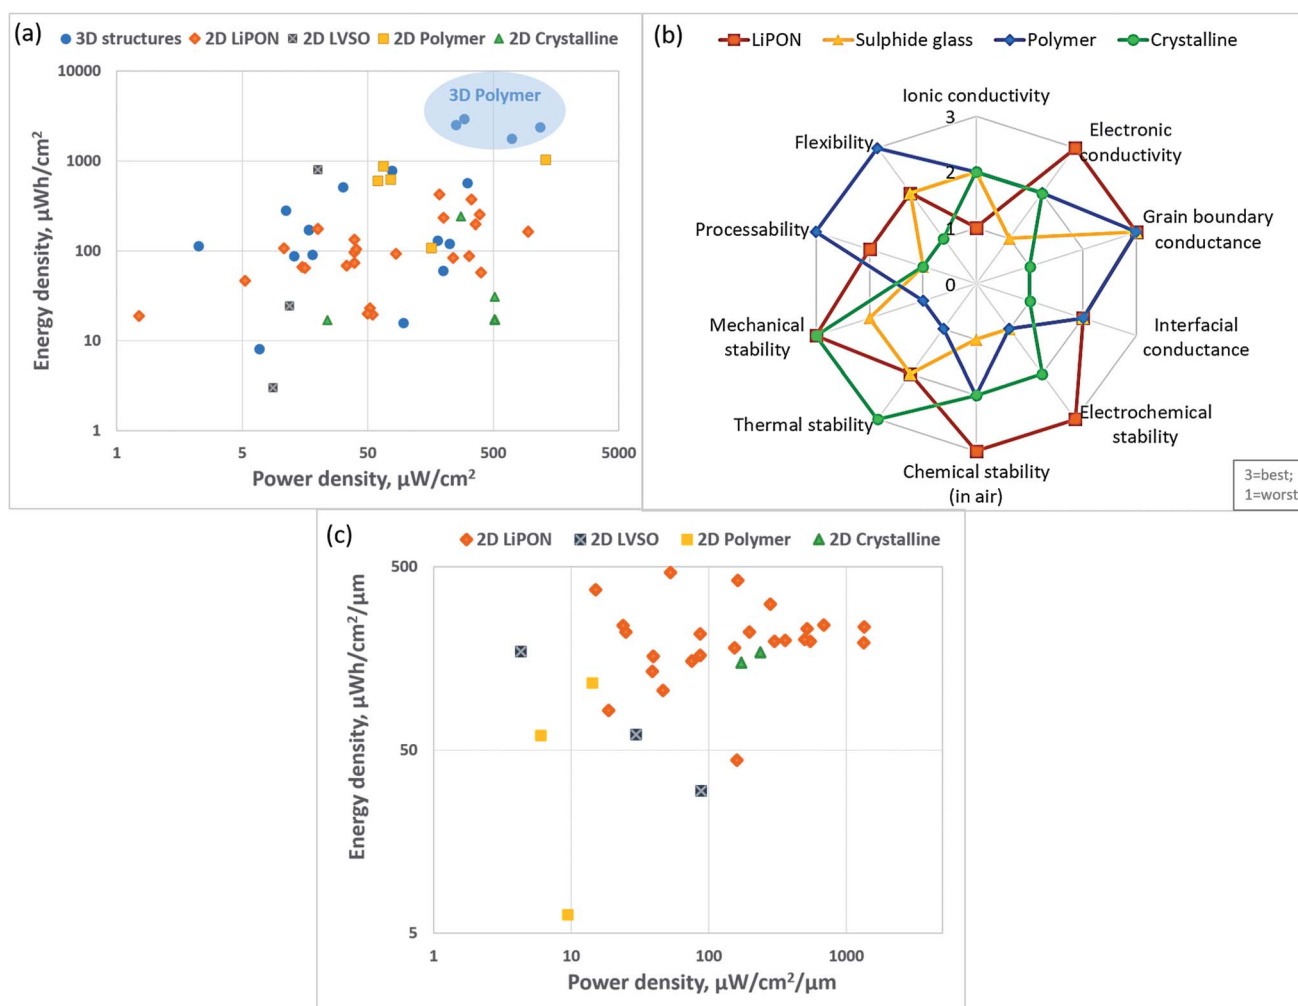 (a)
3D structures 2D LiPON 2D LVSO 2D Polymer 2D Crystalline
10000
3D Polymer
1000
100
10
1
1 5 50 500 5000
Energy density, µWh/cm²
Power density, µW/cm²
(b)
LiPON Sulphide glass Polymer Crystalline
Ionic conductivity
3
Electronic
conductivity
Flexibility
2
Grain boundary
conductance
Processability
1
0
Interfacial
conductance
Mechanical
stability
Electrochemical
stability
Thermal stability
Chemical stability
(in air)
3=best;
1=worst
(c)
2D LiPON 2D LVSO 2D Polymer 2D Crystalline
500
50
5
1 10 100 1000
Energy density, µWh/cm²/µm
Power density, µW/cm²/µm